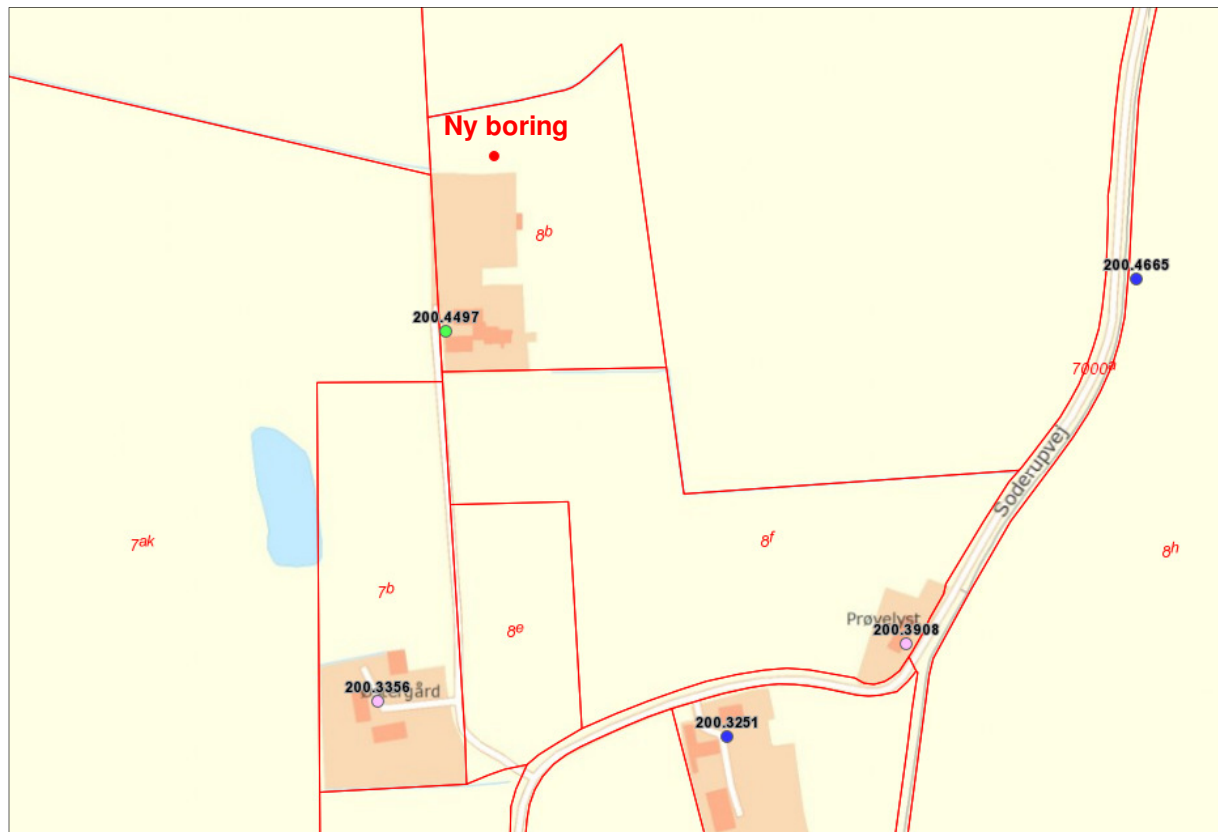 Ny boring
8b
200.4665
200.4497
7000a
Soderupvej
7ak
8f
8h
7b
8e
Prøvelyst
200.3908
200.3356
200.3251